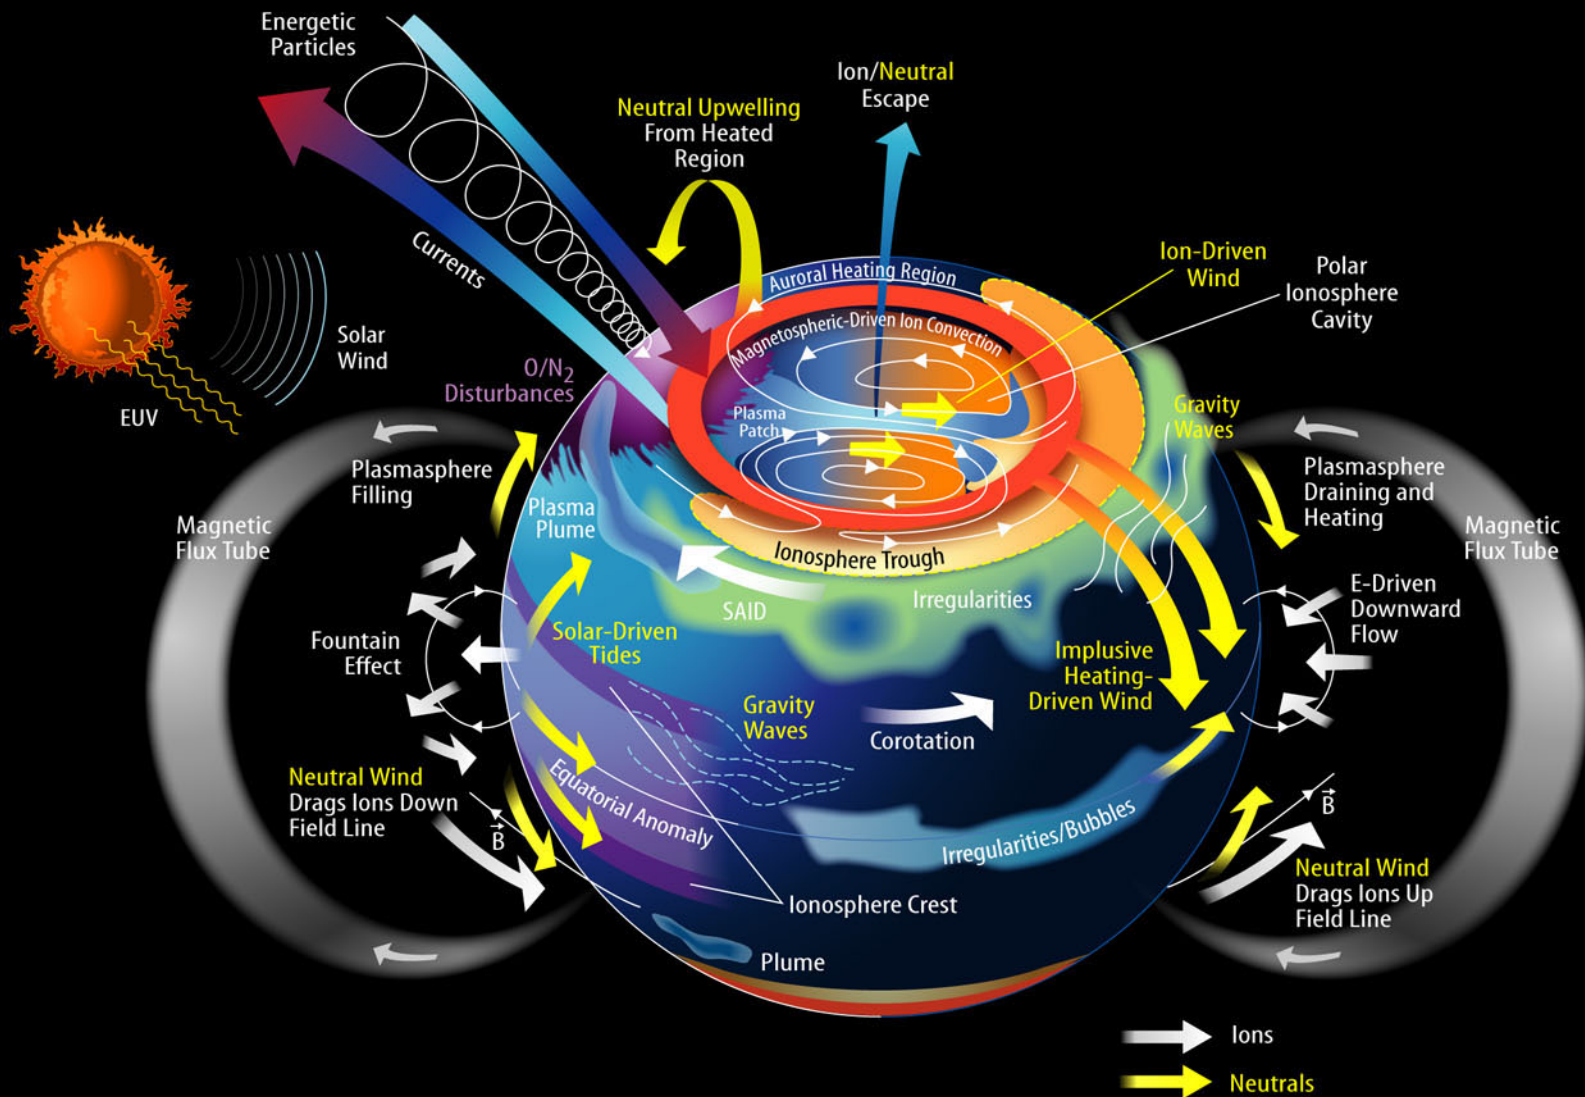 Energetic
Particles
Ion/Neutral
Escape
Neutral Upwelling
From Heated
Region
Currents
Auroral Heating Region
Ion-Driven
Wind
Polar
Ionosphere
Cavity
Solar
Wind
EUV
Magnetospheric-Driven Ion Convection
O/N2
Disturbances
Plasma
Patch
Gravity
Waves
Plasmasphere
Filling
Plasmasphere
Draining and
Heating
Magnetic
Flux Tube
Magnetic
Flux Tube
Plasma
Plume
Ionosphere Trough
SAID
Irregularities
E-Driven
Downward
Flow
Fountain
Effect
Solar-Driven
Tides
Implusive
Heating-
Driven Wind
Gravity
Waves
Corotation
Neutral Wind
Drags Ions Down
Field Line
B
Equatorial Anomaly
Irregularities/Bubbles
B
Neutral Wind
Drags Ions Up
Field Line
Ionosphere Crest
Plume
Ions
Neutrals